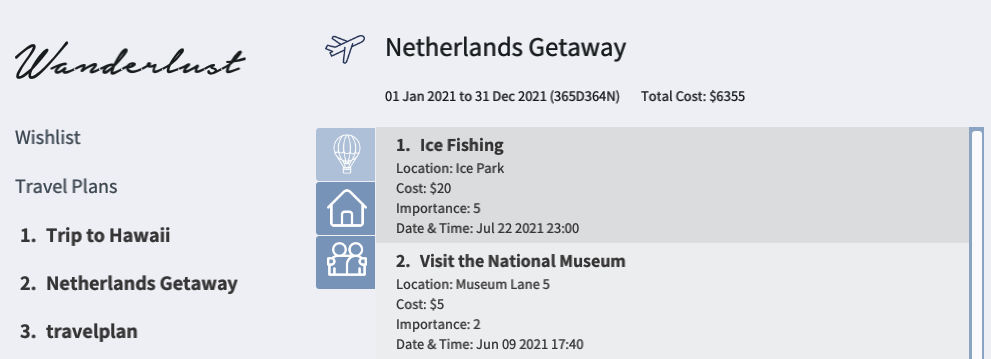 Wanderlust
Wishlist
Travel Plans
1. Trip to Hawaii
2. Netherlands Getaway
3. travelplan
Netherlands Getaway
01 Jan 2021 to 31 Dec 2021 (365D364N) Total Cost: $6355
1. Ice Fishing
Location: Ice Park
Cost: $20
Importance: 5
Date & Time: Jul 22 2021 23:00
2. Visit the National Museum
Location: Museum Lane 5
Cost: $5
Importance: 2
Date & Time: Jun 09 2021 17:40